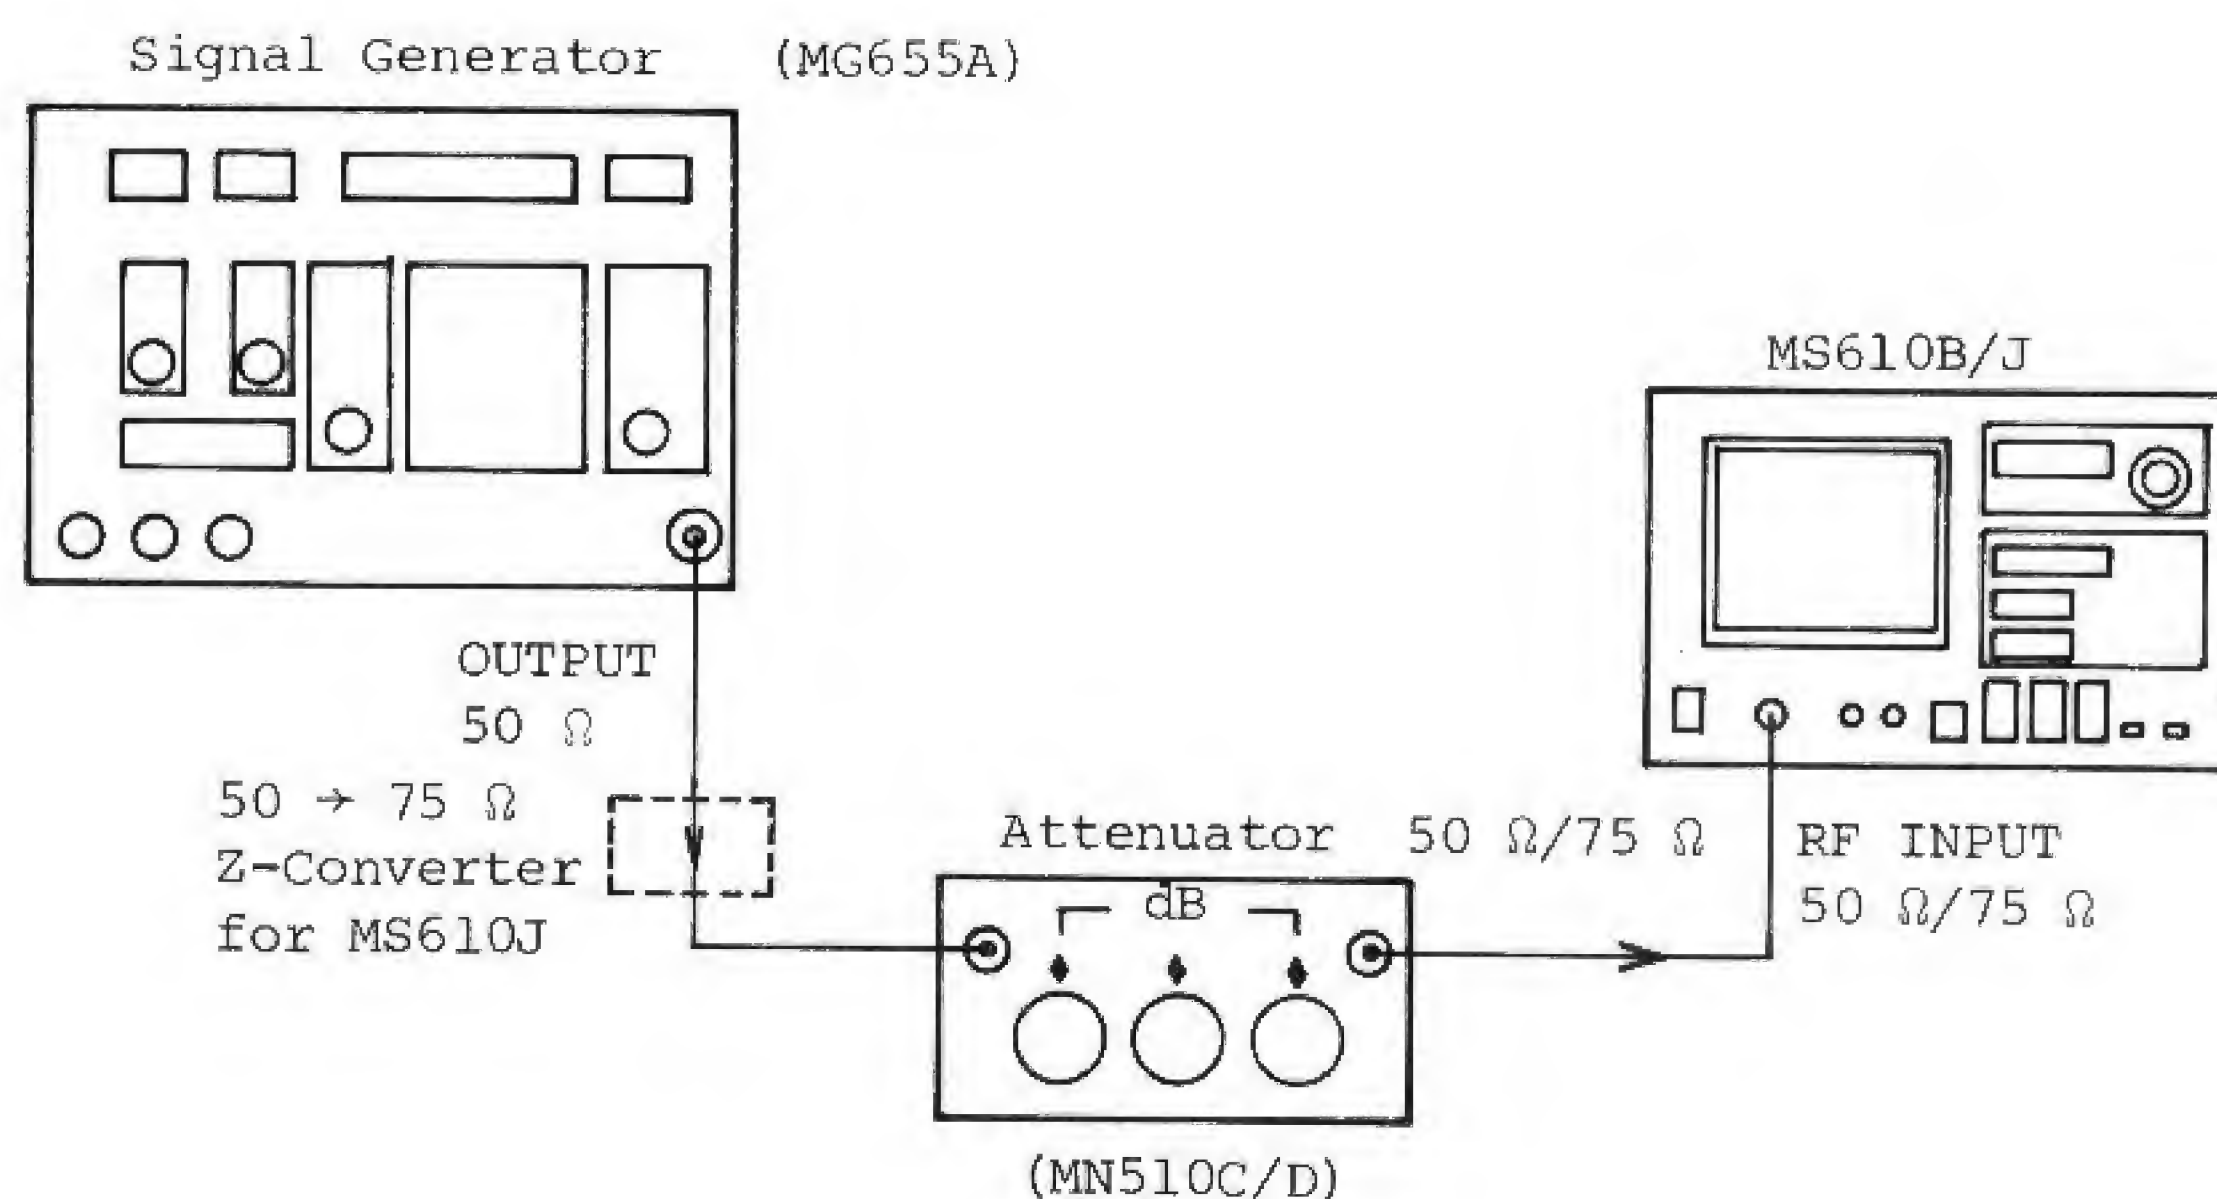 Signal Generator (MG655A)
MS610B/J
OUTPUT
50 Ω
50 → 75 Ω
Z-Converter
for MS610J
Attenuator 50 Ω/75 Ω
dB
RF INPUT
50 Ω/75 Ω
(MN510C/D)